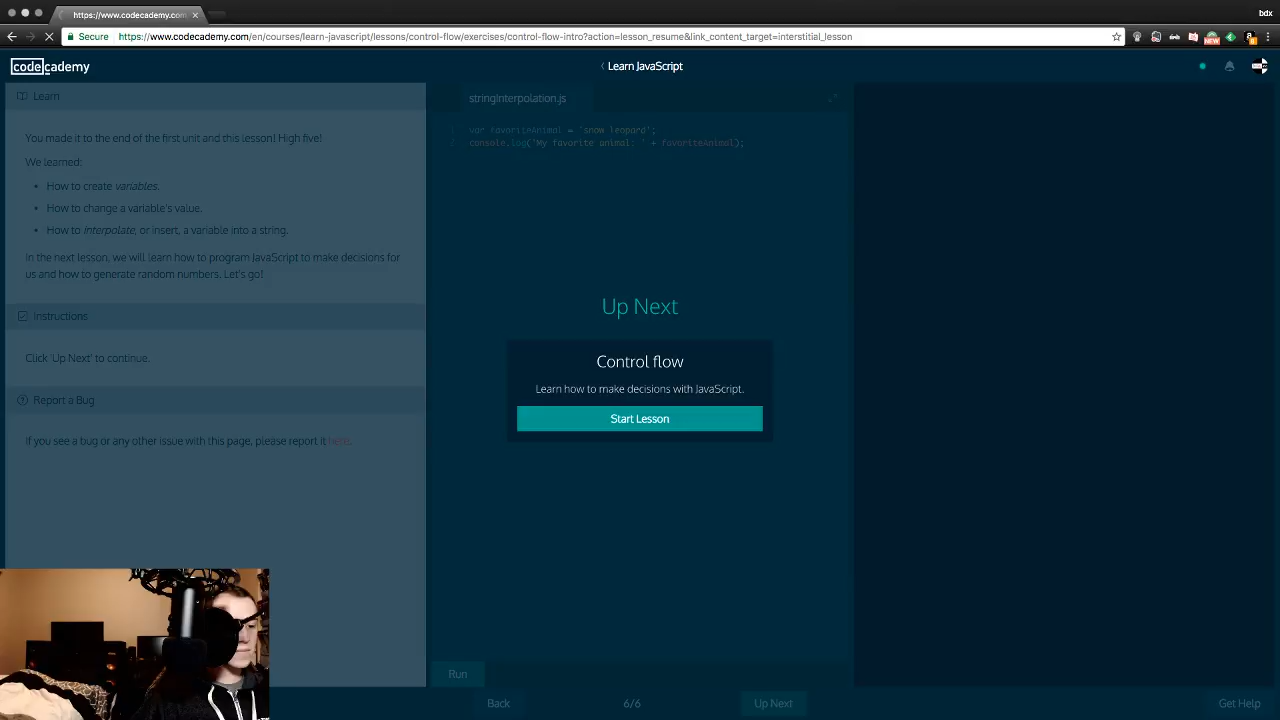 https://www.codecademy.com
bdx
Secure
https://www.codecademy.com/en/courses/learn-javascript/lessons/control-flow/exercises/control-flow-intro?action=lesson_resume&link_content_target=interstitial_lesson
NEW
codecademy
Learn JavaScript
Learn
stringInterpolation.js
You made it to the end of the first unit and this lesson! High five!
We learned:
How to create variables.
How to change a variable's value.
How to interpolate, or insert, a variable into a string.
In the next lesson, we will learn how to program JavaScript to make decisions for
us and how to generate random numbers. Let's go!
1 var favoriteAnimal = 'snow leopard';
2 console.log('My favorite animal: ' + favoriteAnimal);
Instructions
Click 'Up Next' to continue.
Report a Bug
If you see a bug or any other issue with this page, please report it here.
Up Next
Control flow
Learn how to make decisions with JavaScript.
Start Lesson
Run
Back
6/6
Up Next
Get Help